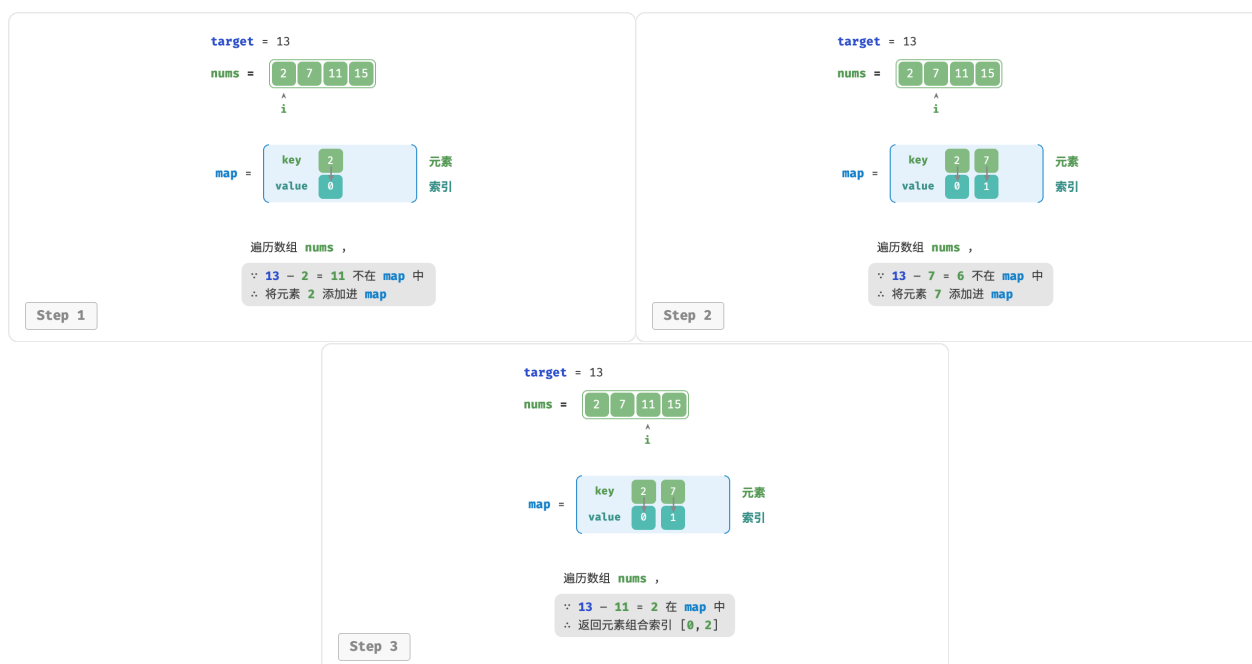 target = 13
nums = 2 7 11 15
i
key 2 元素
map =
value 0 索引
遍历数组 nums ，
∵ 13 − 2 = 11 不在 map 中
∴ 将元素 2 添加进 map
Step 1
target = 13
nums = 2 7 11 15
i
key 2 7 元素
map =
value 0 1 索引
遍历数组 nums ，
∵ 13 − 7 = 6 不在 map 中
∴ 将元素 7 添加进 map
Step 2
target = 13
nums = 2 7 11 15
i
key 2 7 元素
map =
value 0 1 索引
遍历数组 nums ，
∵ 13 − 11 = 2 在 map 中
∴ 返回元素组合索引 [0, 2]
Step 3